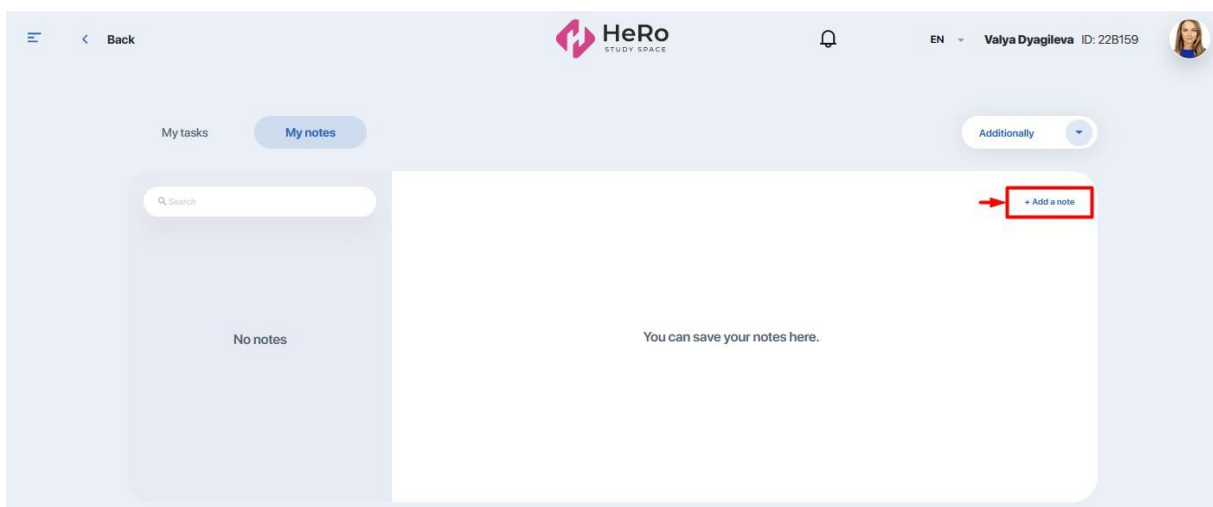 Back
HeRo
STUDY SPACE
EN
Valya Dyagileva ID: 22B159
My tasks
My notes
Additionally
Search
+ Add a note
No notes
You can save your notes here.